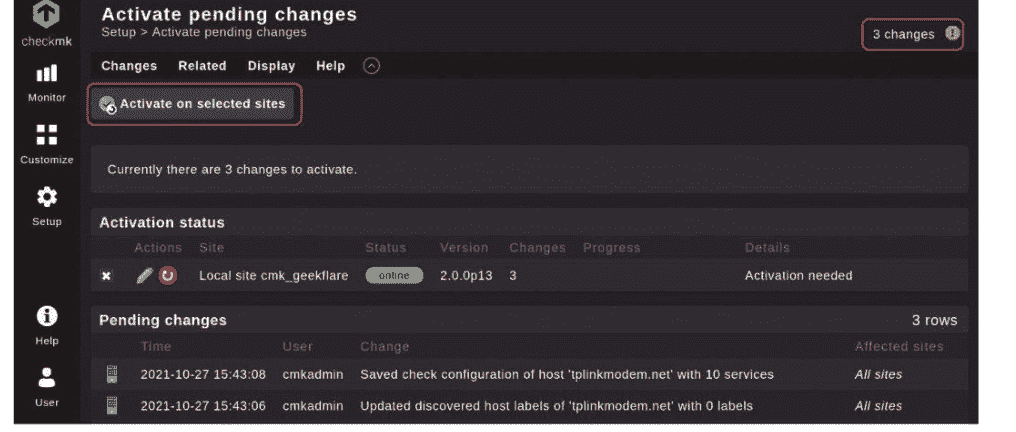 Activate pending changes
Setup > Activate pending changes
3 changes
checkmk
Changes Related Display Help
Monitor
Activate on selected sites
Customize
Currently there are 3 changes to activate.
Setup
Activation status
Actions Site Status Version Changes Progress Details
Local site cmk_geekflare online 2.0.0p13 3 Activation needed
Pending changes 3 rows
Help
Time User Change Affected sites
2021-10-27 15:43:08 cmkadmin Saved check configuration of host 'tplinkmodem.net' with 10 services All sites
User
2021-10-27 15:43:06 cmkadmin Updated discovered host labels of 'tplinkmodem.net' with 0 labels All sites